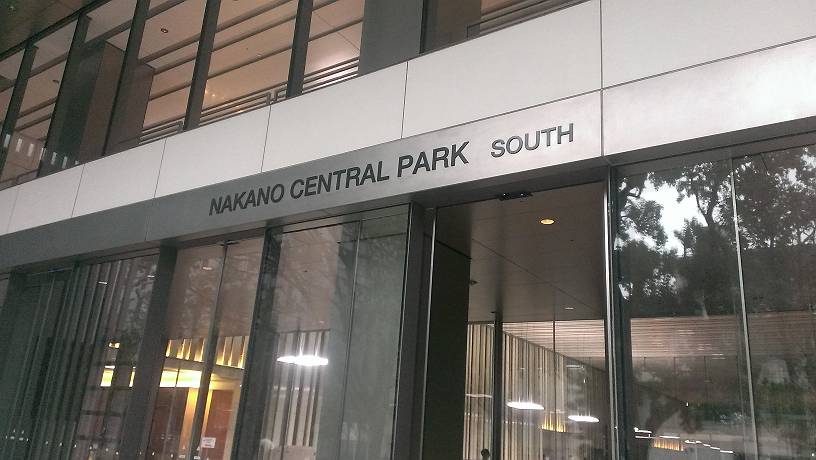 NAKANO CENTRAL PARK SOUTH